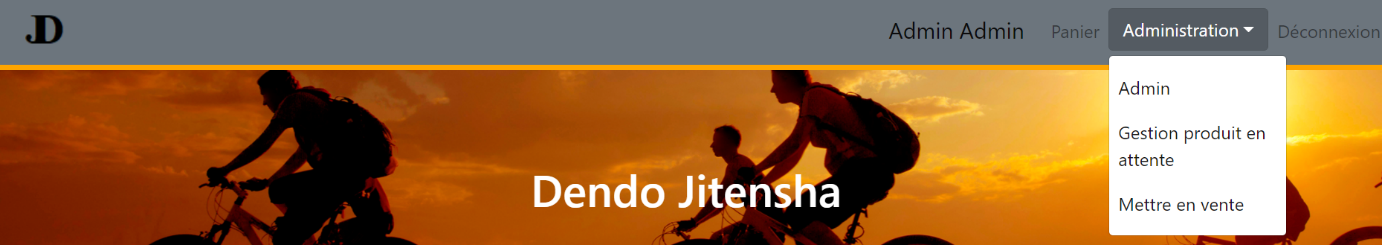 JD
Admin Admin Panier Administration Déconnexion
Admin
Gestion produit en
attente
Mettre en vente
Dendo Jitensha